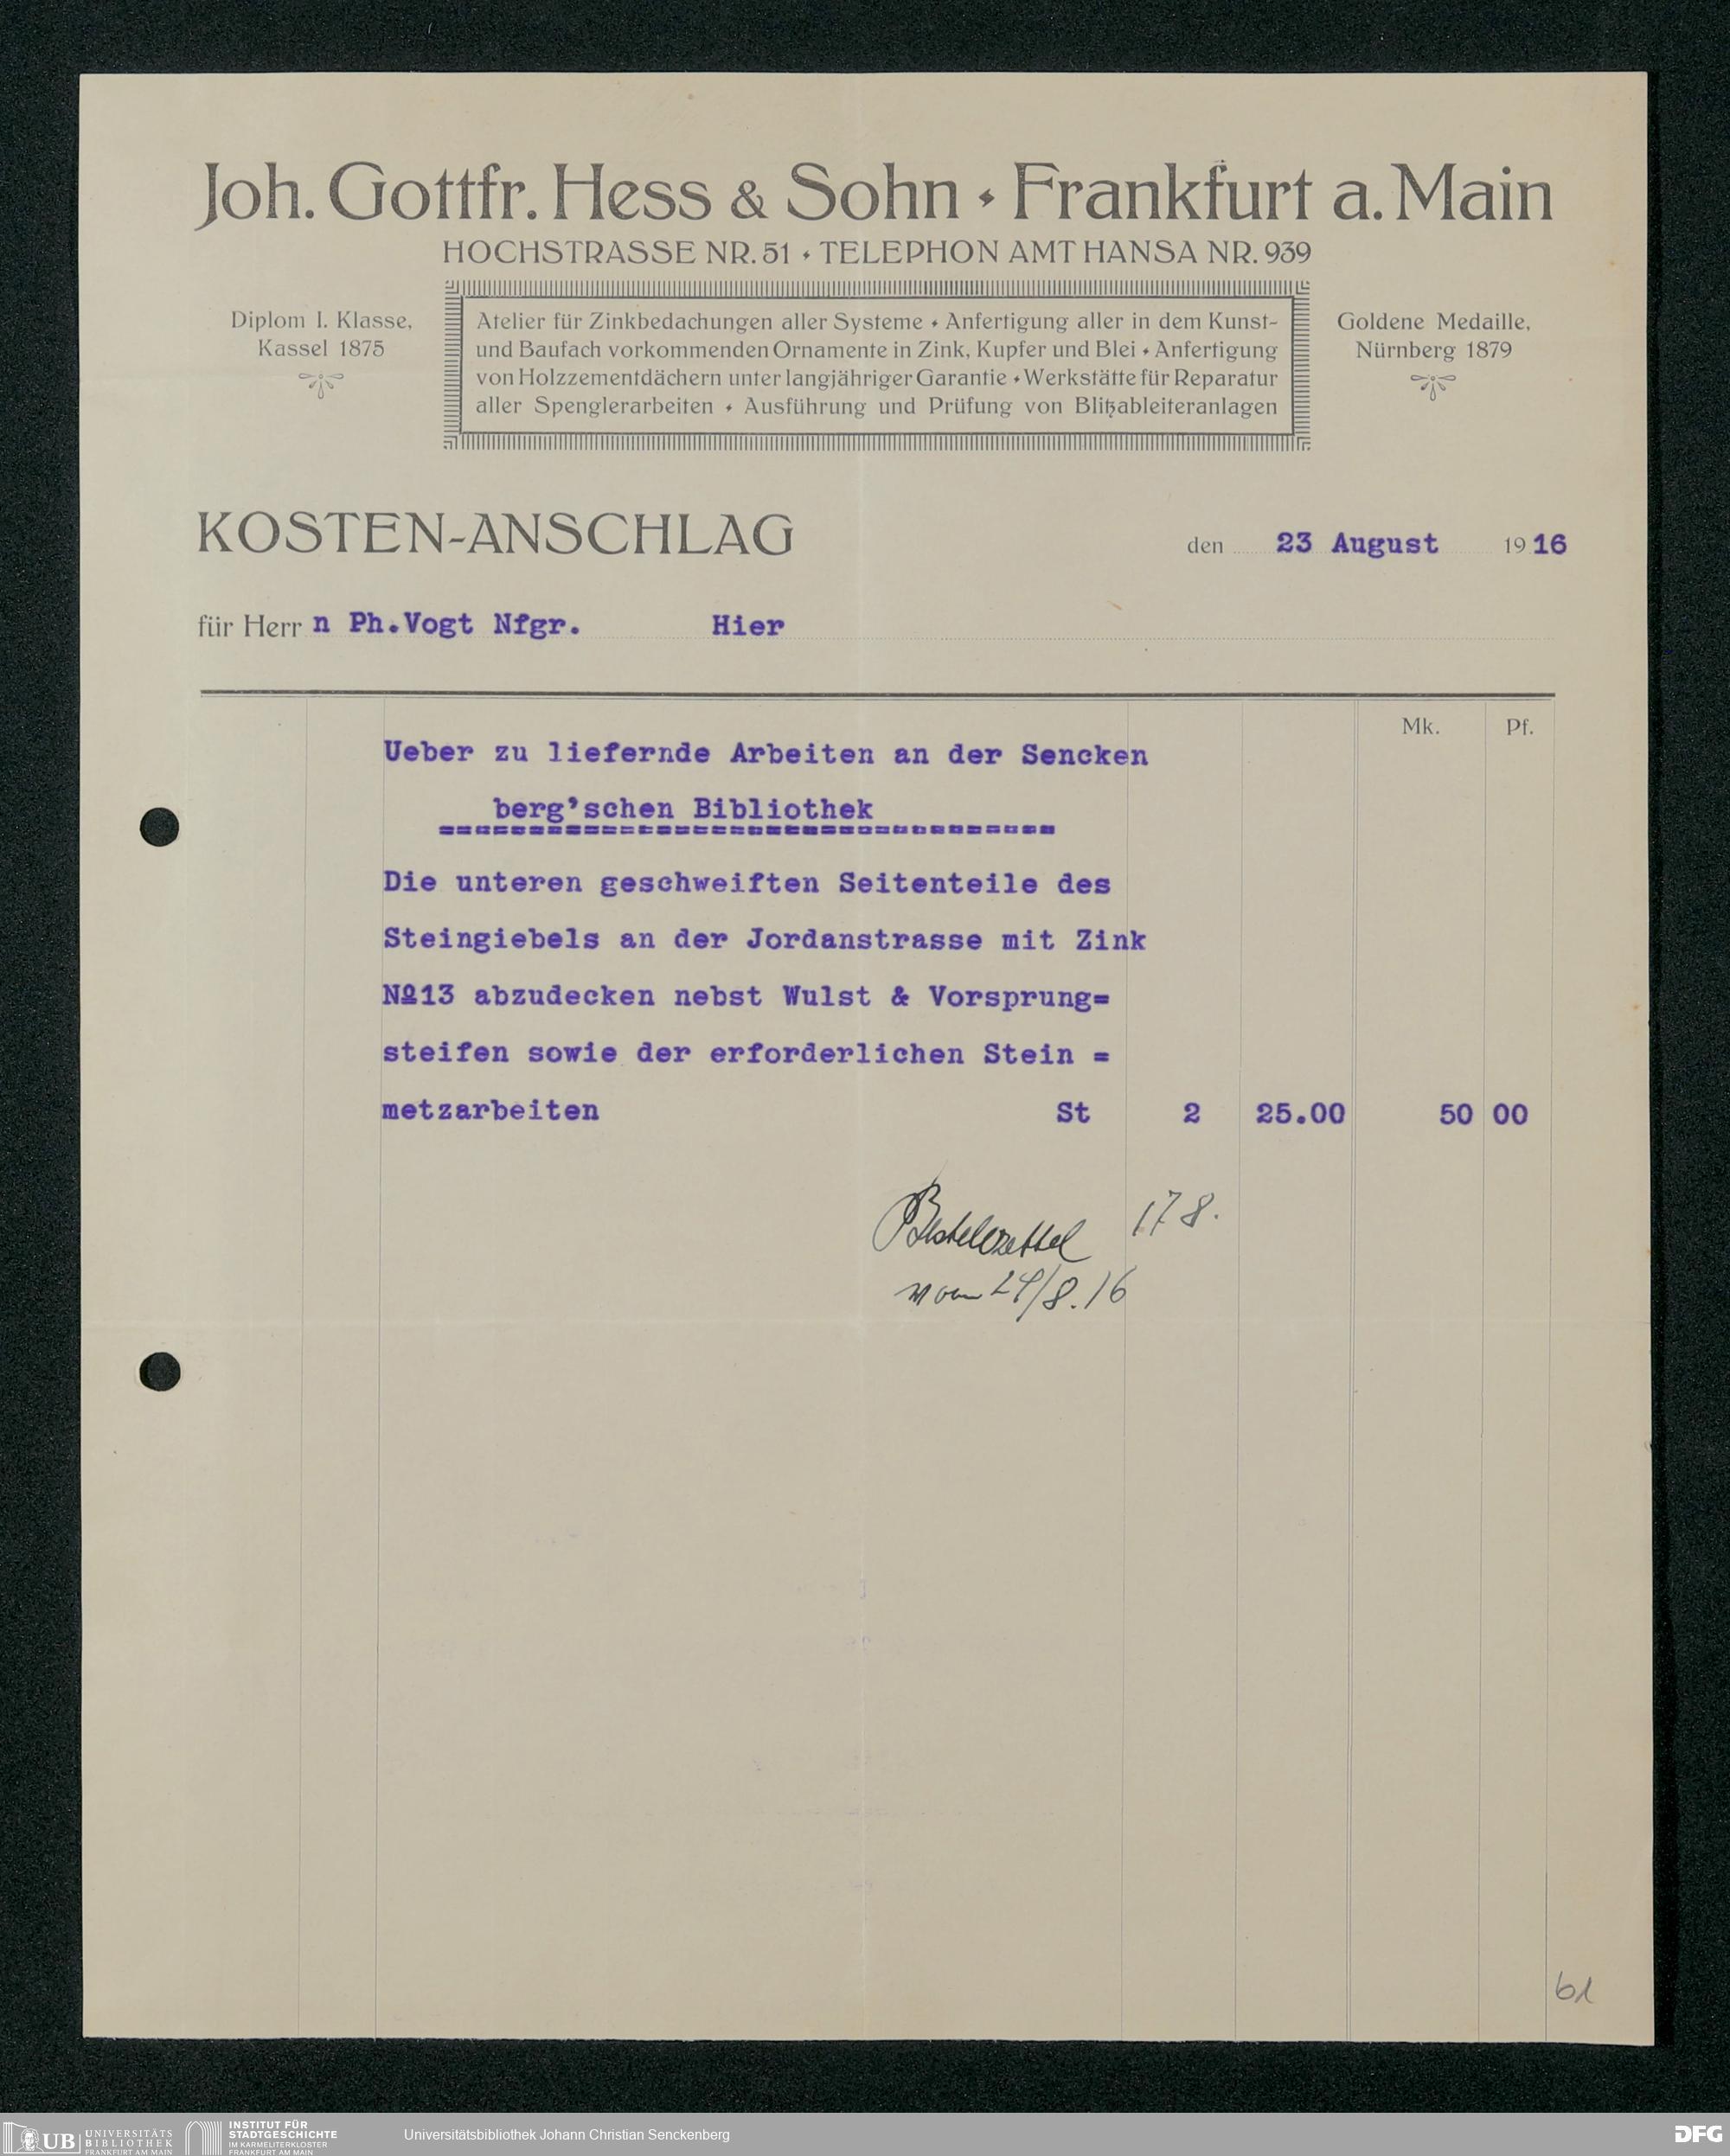 Joh. Gottfr. Hess & Sohn • Frankfurt a. Main
HOCHSTRASSE NR. 51 • TELEPHON AMT HANSA NR. 939
Diplom I. Klasse,
Kassel 1875
Atelier für Zinkbedachungen aller Systeme • Anfertigung aller in dem Kunst-
und Baufach vorkommenden Ornamente in Zink, Kupfer und Blei • Anfertigung
von Holzzementdächern unter langjähriger Garantie • Werkstätte für Reparatur
aller Spenglerarbeiten • Ausführung und Prüfung von Blitzableiteranlagen
Goldene Medaille,
Nürnberg 1879
KOSTEN-ANSCHLAG
den 23 August 1916
für Herrn Ph.Vogt Nfgr. Hier
Mk. Pf.
Ueber zu liefernde Arbeiten an der Sencken
berg'schen Bibliothek
==================================
Die unteren geschweiften Seitenteile des
Steingiebels an der Jordanstrasse mit Zink
№13 abzudecken nebst Wulst & Vorsprung=
steifen sowie der erforderlichen Stein =
metzarbeiten St 2 25.00 50 00
Bestellzettel 178.
vom 24/8.16
61
UB UNIVERSITÄTS
BIBLIOTHEK
FRANKFURT AM MAIN
INSTITUT FÜR
STADTGESCHICHTE
IM KARMELITERKLOSTER
FRANKFURT AM MAIN
Universitätsbibliothek Johann Christian Senckenberg
DFG